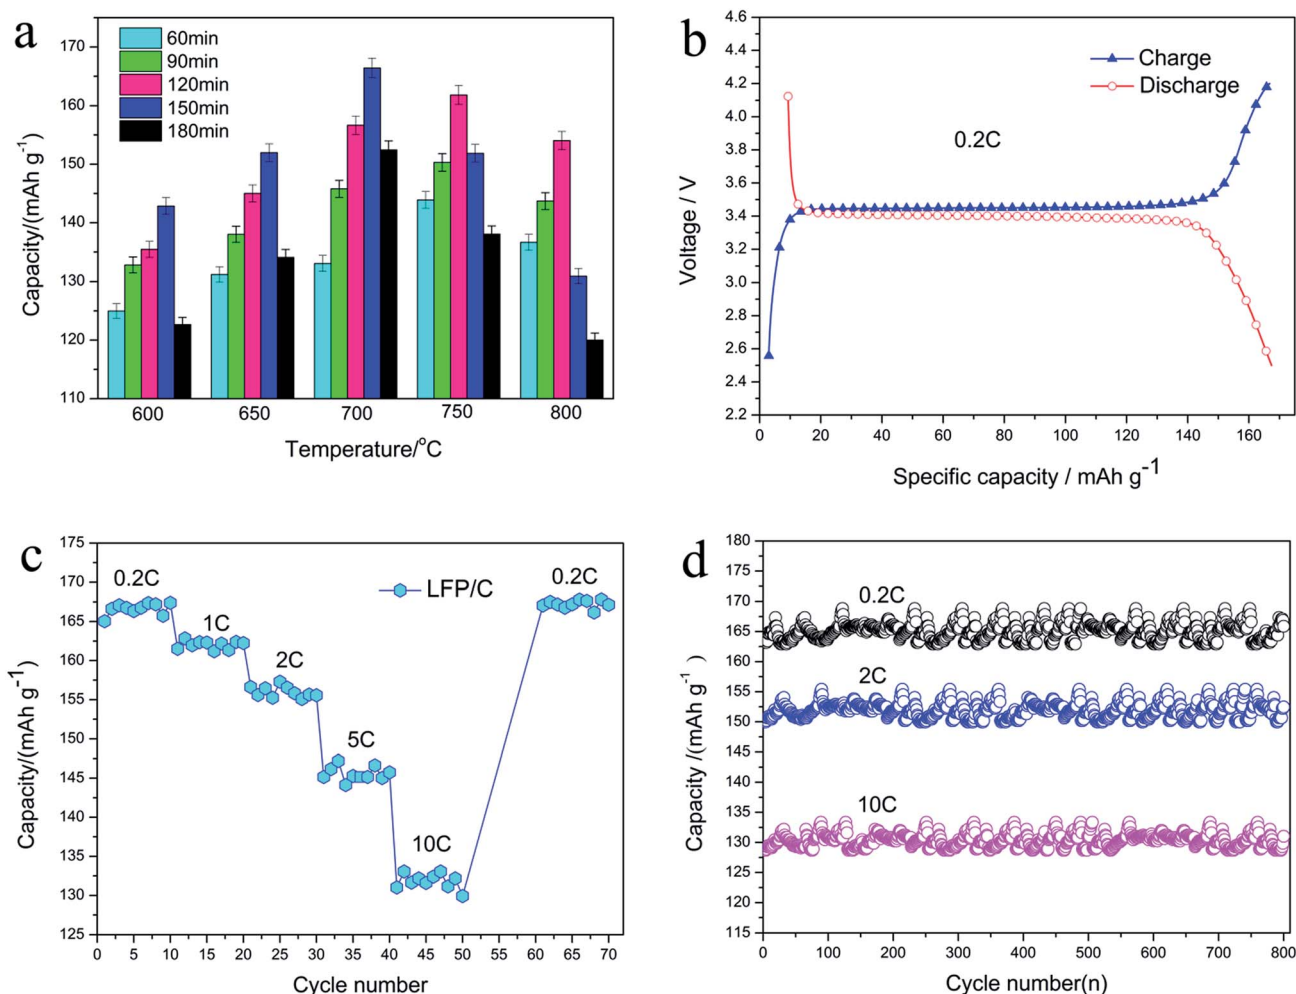 a
60min
90min
120min
150min
180min
170
160
150
140
130
120
110
Capacity/(mAh g-1)
600 650 700 750 800
Temperature/oC
b
Charge
Discharge
0.2C
4.6
4.4
4.2
4.0
3.8
3.6
3.4
3.2
3.0
2.8
2.6
2.4
2.2
Voltage / V
0 20 40 60 80 100 120 140 160
Specific capacity / mAh g-1
c
0.2C
1C
2C
5C
10C
0.2C
LFP/C
175
170
165
160
155
150
145
140
135
130
125
Capacity/(mAh g-1)
0 5 10 15 20 25 30 35 40 45 50 55 60 65 70
Cycle number
d
0.2C
2C
10C
180
175
170
165
160
155
150
145
140
135
130
125
120
115
Capacity /(mAh g-1)
0 100 200 300 400 500 600 700 800
Cycle number(n)